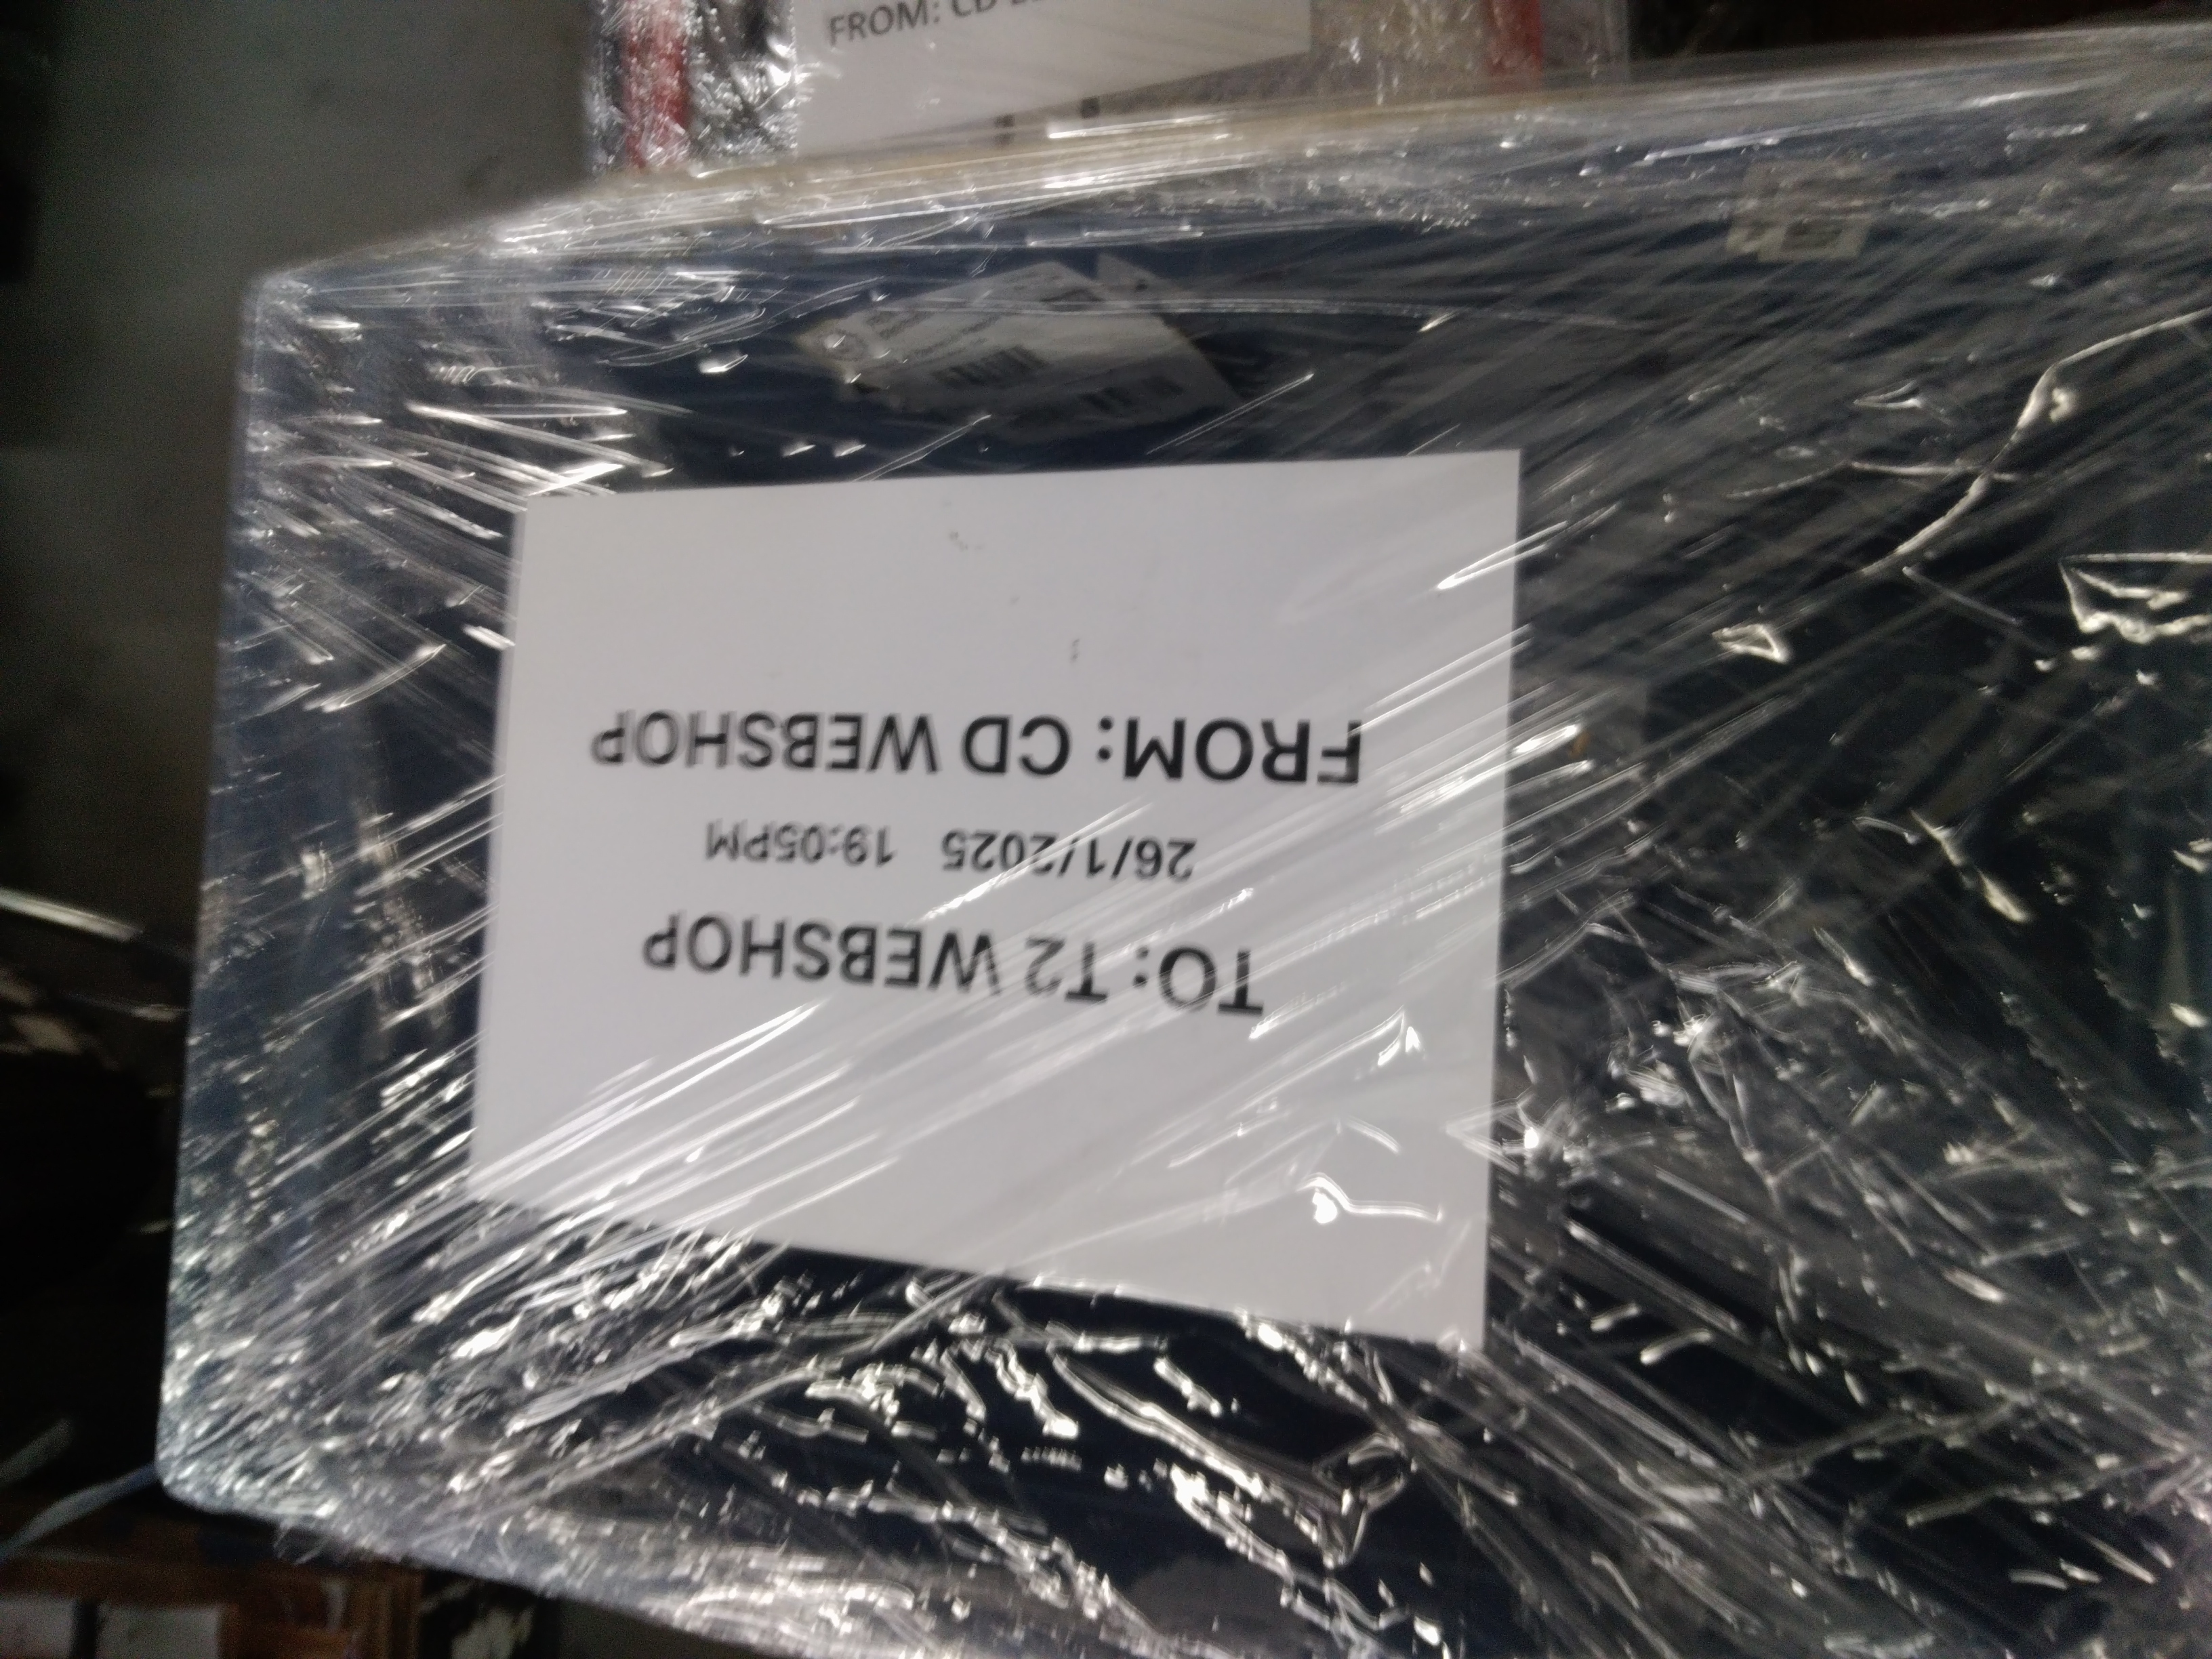 FROM: CD
TO: T2 WEBSHOP
26/1/2025 19:05PM
FROM: CD WEBSHOP